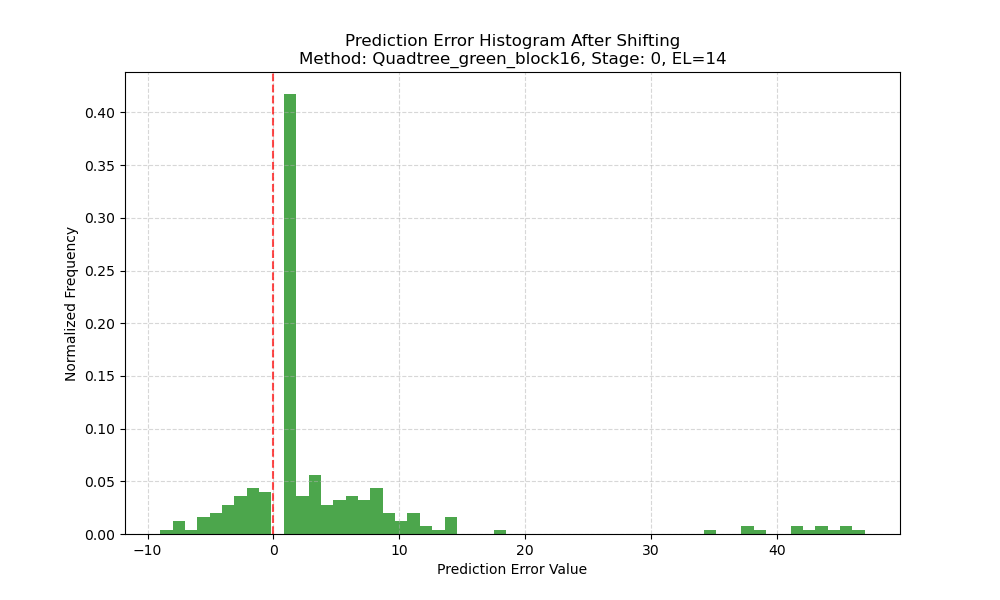 Prediction Error Histogram After Shifting
Method: Quadtree_green_block16, Stage: 0, EL=14
Normalized Frequency
0.40
0.35
0.30
0.25
0.20
0.15
0.10
0.05
0.00
−10 0 10 20 30 40
Prediction Error Value